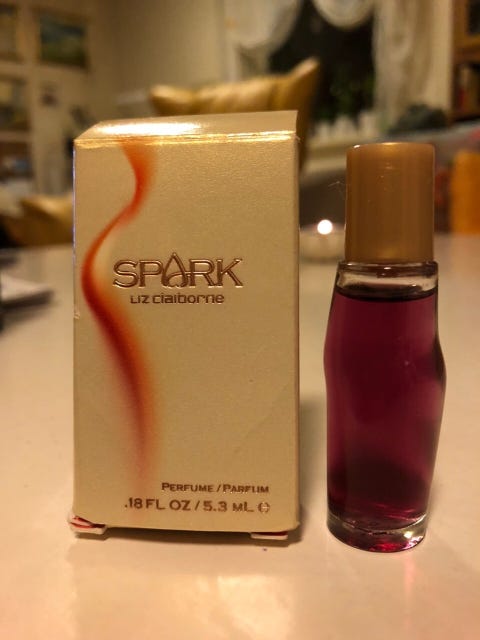 SPARK
LIZ claiborne
PERFUME / PARFUM
.18 FL OZ / 5.3 ML ℮